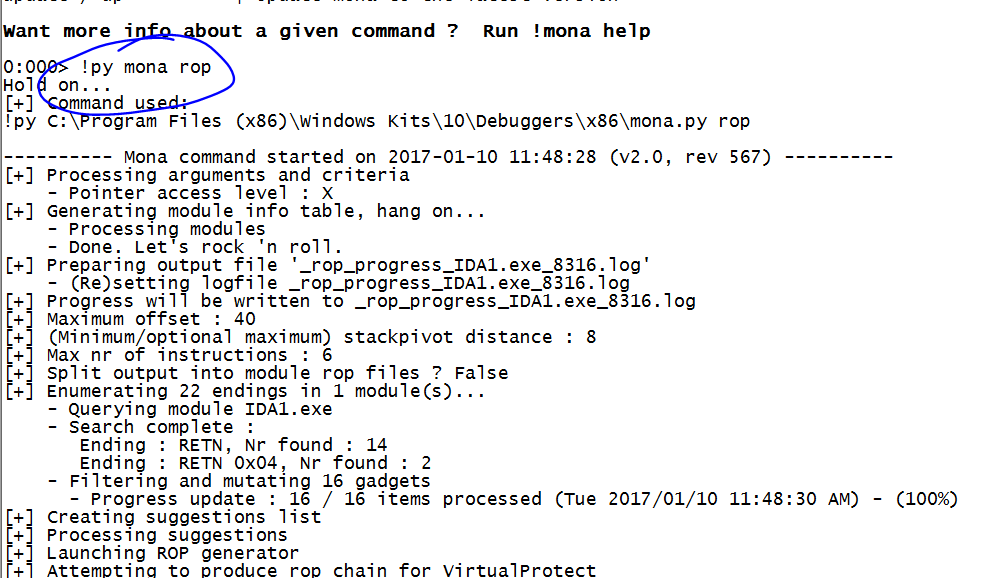 Want more info about a given command ?  Run !mona help
0:000> !py mona rop
Hold on...
[+] Command used:
!py C:\Program Files (x86)\Windows Kits\10\Debuggers\x86\mona.py rop
---------- Mona command started on 2017-01-10 11:48:28 (v2.0, rev 567) ----------
[+] Processing arguments and criteria
    - Pointer access level : X
[+] Generating module info table, hang on...
    - Processing modules
    - Done. Let's rock 'n roll.
[+] Preparing output file '_rop_progress_IDA1.exe_8316.log'
    - (Re)setting logfile _rop_progress_IDA1.exe_8316.log
[+] Progress will be written to _rop_progress_IDA1.exe_8316.log
[+] Maximum offset : 40
[+] (Minimum/optional maximum) stackpivot distance : 8
[+] Max nr of instructions : 6
[+] Split output into module rop files ? False
[+] Enumerating 22 endings in 1 module(s)...
    - Querying module IDA1.exe
    - Search complete :
       Ending : RETN, Nr found : 14
       Ending : RETN 0x04, Nr found : 2
    - Filtering and mutating 16 gadgets
      - Progress update : 16 / 16 items processed (Tue 2017/01/10 11:48:30 AM) - (100%)
[+] Creating suggestions list
[+] Processing suggestions
[+] Launching ROP generator
[+] Attempting to produce rop chain for VirtualProtect